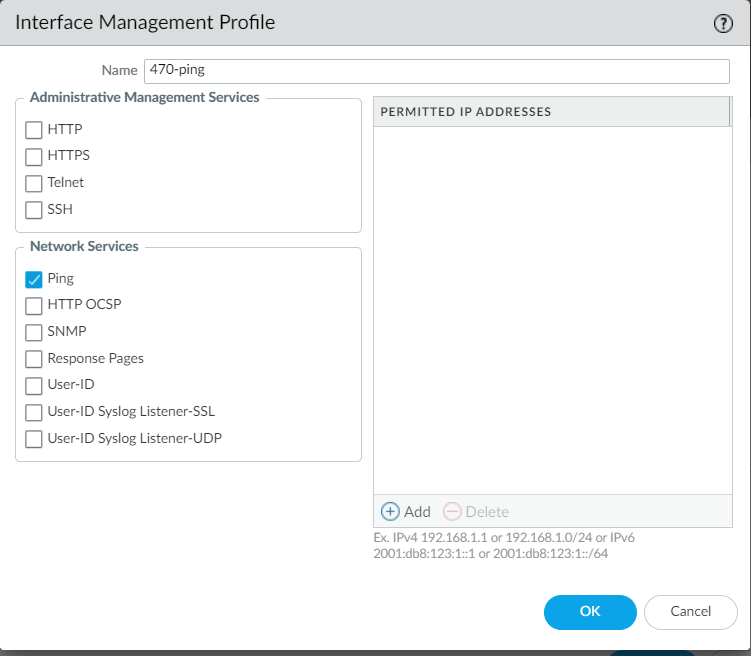 Interface Management Profile
Name 470-ping
Administrative Management Services
HTTP
HTTPS
Telnet
SSH
Network Services
Ping
HTTP OCSP
SNMP
Response Pages
User-ID
User-ID Syslog Listener-SSL
User-ID Syslog Listener-UDP
PERMITTED IP ADDRESSES
Add Delete
Ex. IPv4 192.168.1.1 or 192.168.1.0/24 or IPv6
2001:db8:123:1::1 or 2001:db8:123:1::/64
OK Cancel